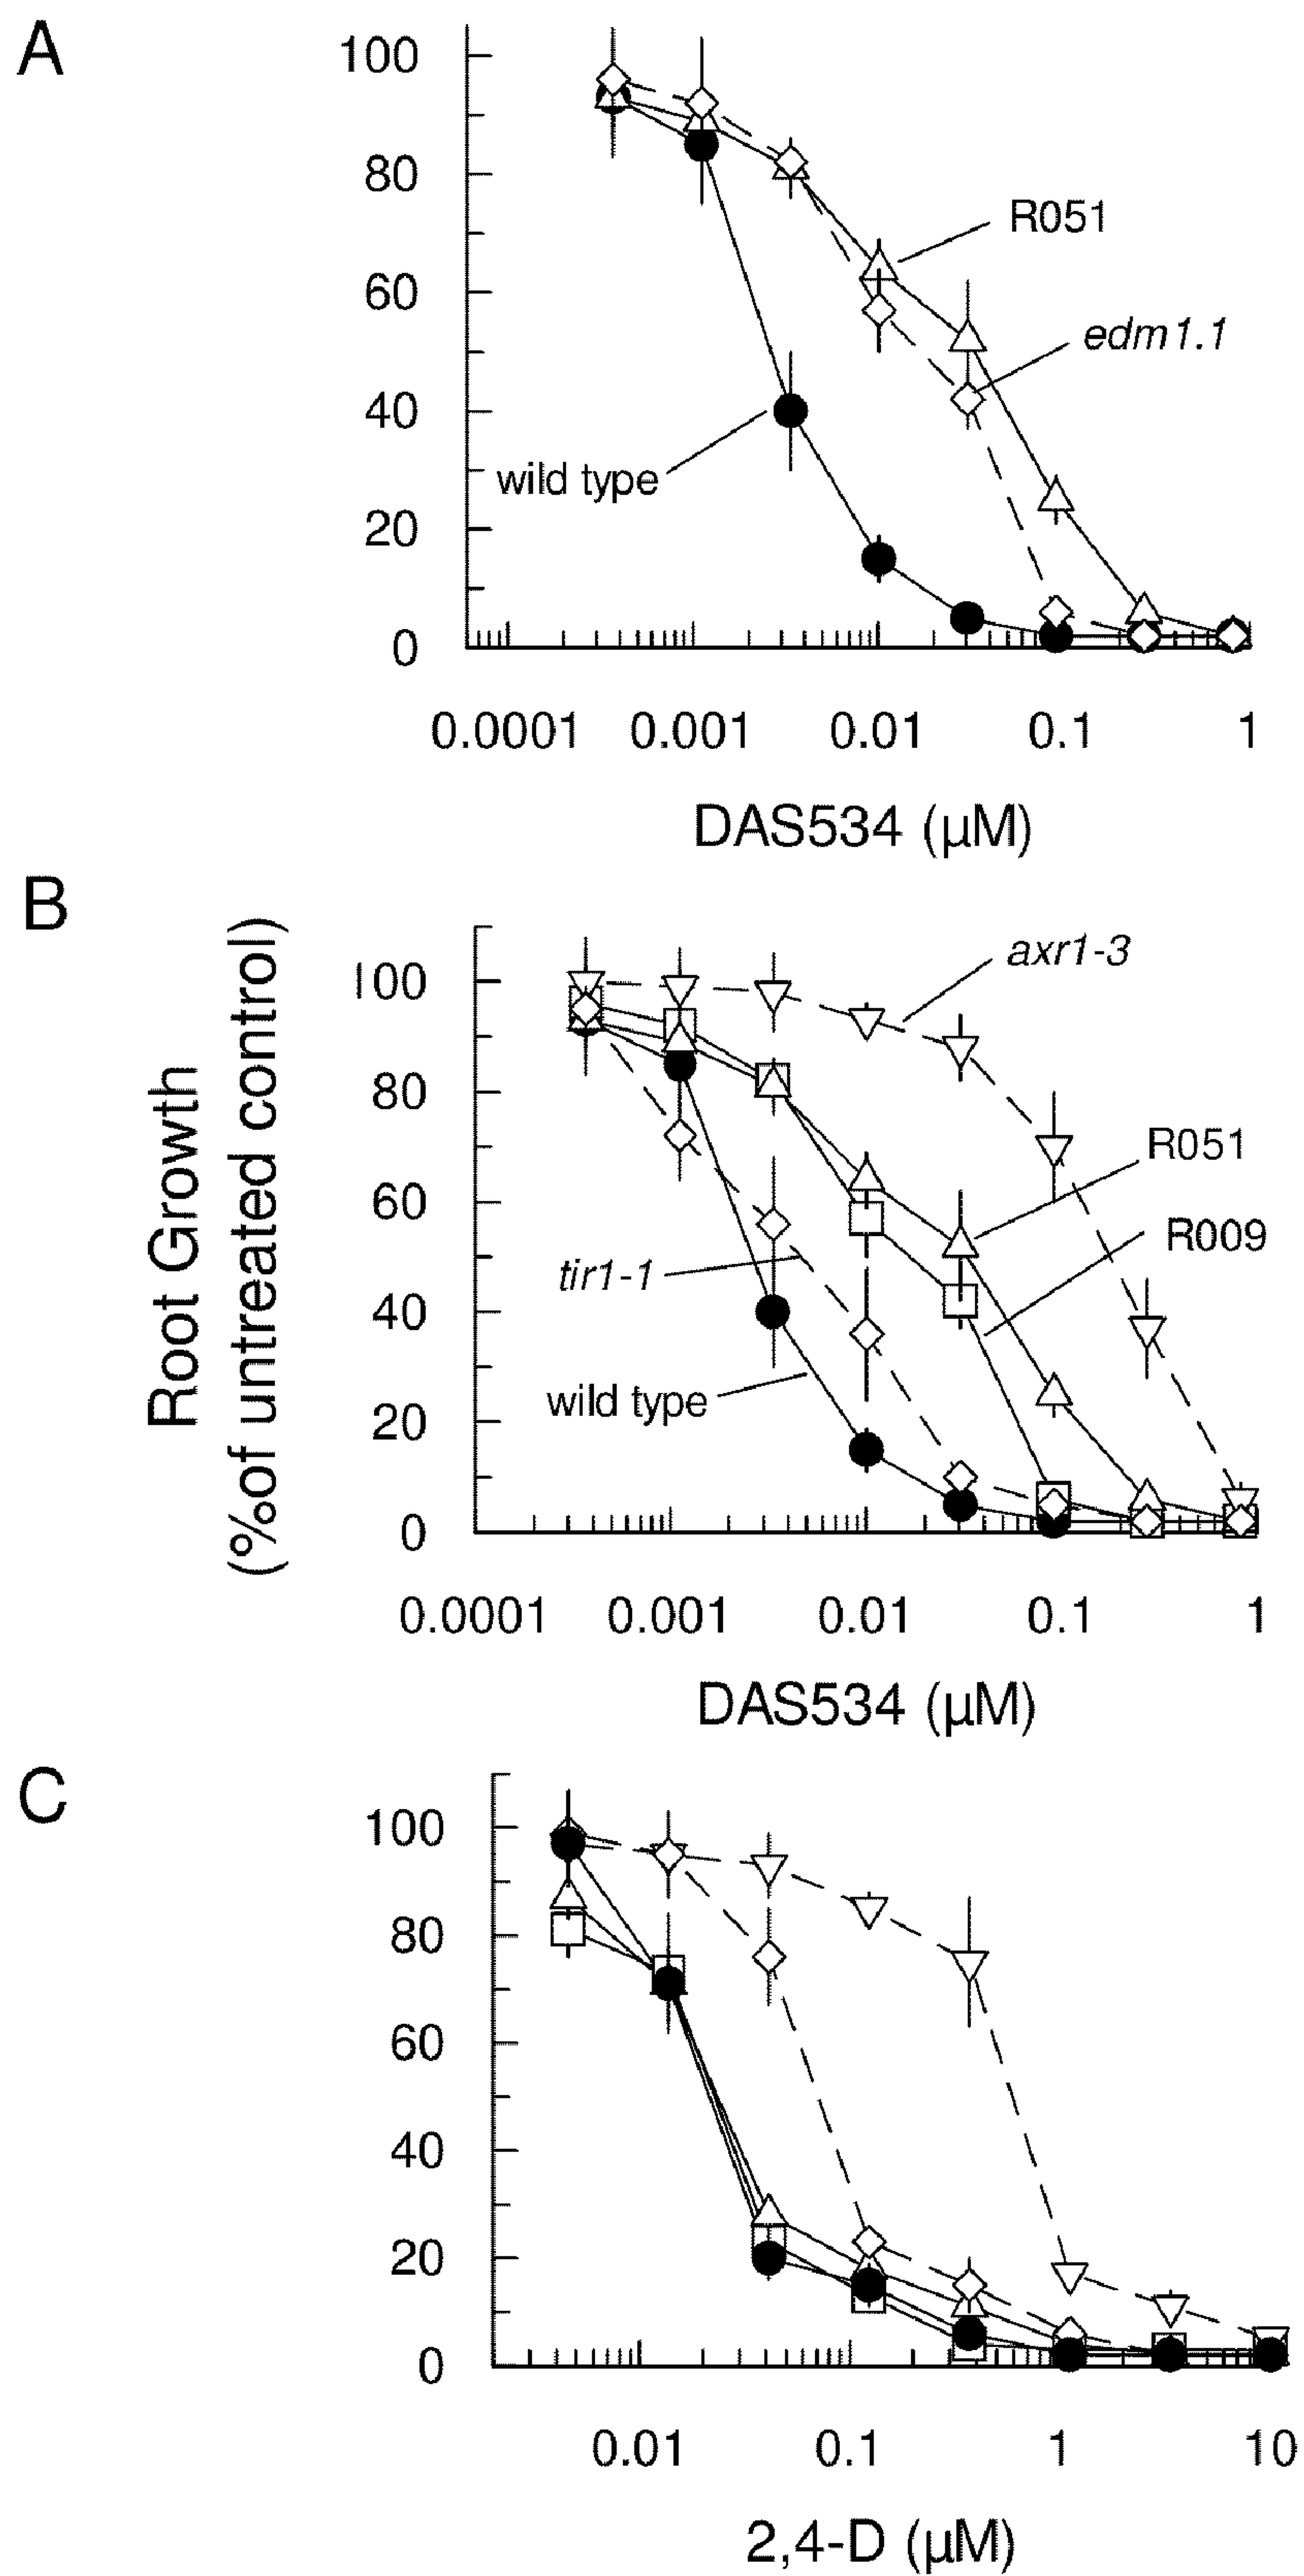 A
100
80
60
40
20
0
R051
edm1.1
wild type
0.0001 0.001 0.01 0.1 1
DAS534 (µM)
B
Root Growth
(%of untreated control)
100
80
60
40
20
0
axr1-3
R051
R009
tir1-1
wild type
0.0001 0.001 0.01 0.1 1
DAS534 (µM)
C
100
80
60
40
20
0
0.01 0.1 1 10
2,4-D (µM)